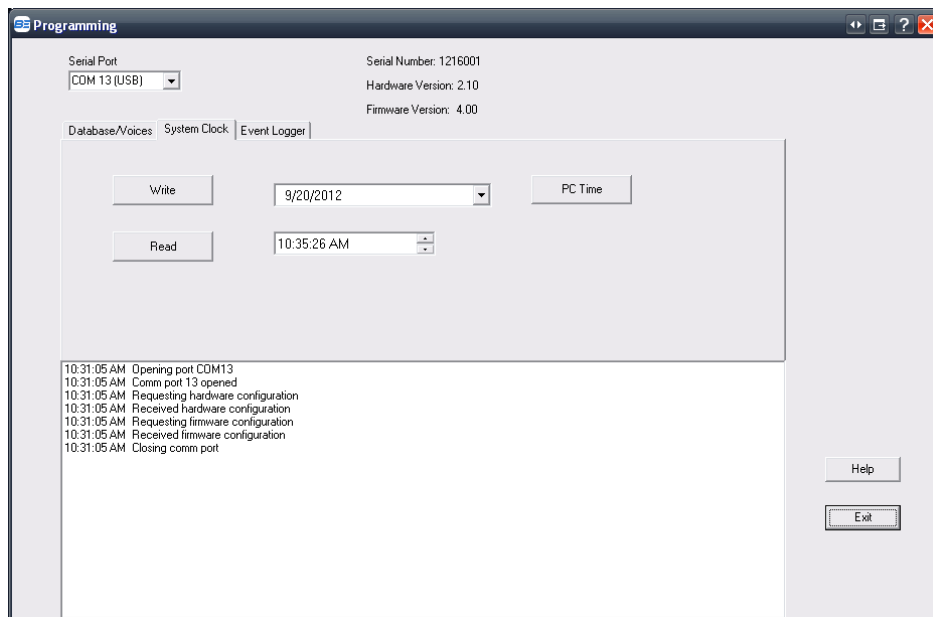 Programming
Serial Port
COM 13 (USB)
Serial Number: 1216001
Hardware Version: 2.10
Firmware Version: 4.00
Database/Voices System Clock Event Logger
Write 9/20/2012 PC Time
Read 10:35:26 AM
10:31:05 AM Opening port COM13
10:31:05 AM Comm port 13 opened
10:31:05 AM Requesting hardware configuration
10:31:05 AM Received hardware configuration
10:31:05 AM Requesting firmware configuration
10:31:05 AM Received firmware configuration
10:31:05 AM Closing comm port
Help
Exit